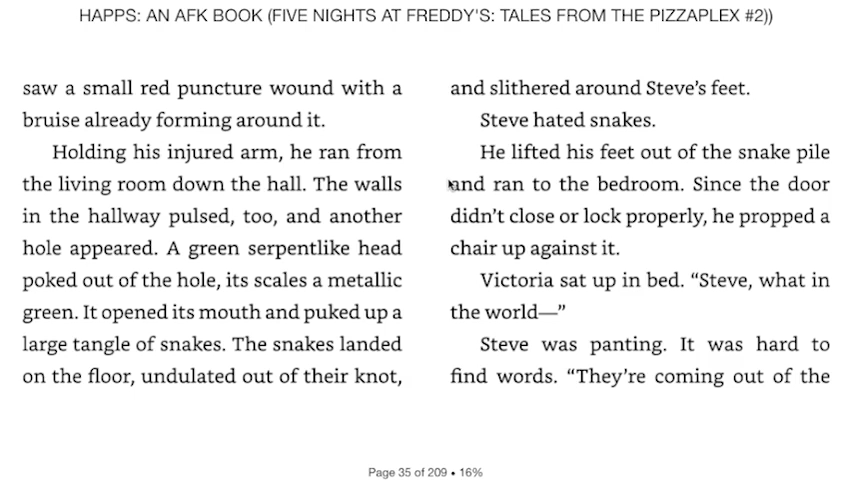 HAPPS: AN AFK BOOK (FIVE NIGHTS AT FREDDY'S: TALES FROM THE PIZZAPLEX #2))
saw a small red puncture wound with a
bruise already forming around it.
Holding his injured arm, he ran from
the living room down the hall. The walls
in the hallway pulsed, too, and another
hole appeared. A green serpentlike head
poked out of the hole, its scales a metallic
green. It opened its mouth and puked up a
large tangle of snakes. The snakes landed
on the floor, undulated out of their knot,
and slithered around Steve’s feet.
Steve hated snakes.
He lifted his feet out of the snake pile
and ran to the bedroom. Since the door
didn’t close or lock properly, he propped a
chair up against it.
Victoria sat up in bed. “Steve, what in
the world—”
Steve was panting. It was hard to
find words. “They’re coming out of the
Page 35 of 209 • 16%